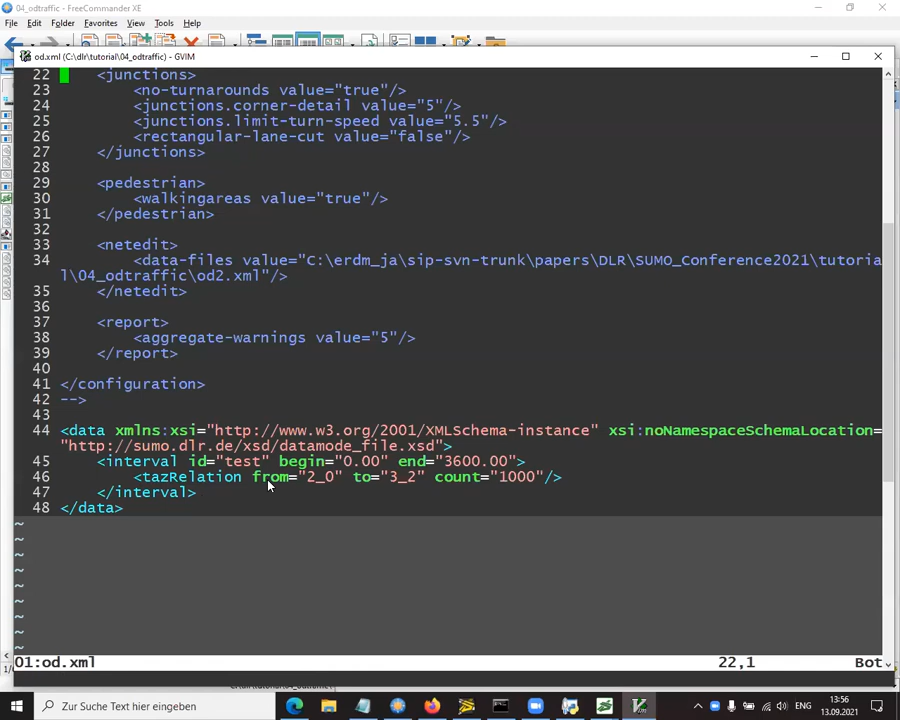 04_odtraffic - FreeCommander XE
File Edit Folder Favorites View Tools Help
od.xml (C:\dlr\tutorial\04_odtraffic) - GVIM
22     <junctions>
23         <no-turnarounds value="true"/>
24         <junctions.corner-detail value="5"/>
25         <junctions.limit-turn-speed value="5.5"/>
26         <rectangular-lane-cut value="false"/>
27     </junctions>
28
29     <pedestrian>
30         <walkingareas value="true"/>
31     </pedestrian>
32
33     <netedit>
34         <data-files value="C:\erdm_ja\sip-svn-trunk\papers\DLR\SUMO_Conference2021\tutoria
l\04_odtraffic\od2.xml"/>
35     </netedit>
36
37     <report>
38         <aggregate-warnings value="5"/>
39     </report>
40
41 </configuration>
42 -->
43
44 <data xmlns:xsi="http://www.w3.org/2001/XMLSchema-instance" xsi:noNamespaceSchemaLocation=
"http://sumo.dlr.de/xsd/datamode_file.xsd">
45     <interval id="test" begin="0.00" end="3600.00">
46         <tazRelation from="2_0" to="3_2" count="1000"/>
47     </interval>
48 </data>
~
~
~
~
~
~
~
~
01:od.xml 22,1 Bot
Zur Suche Text hier eingeben
ENG
13:56
13.09.2021